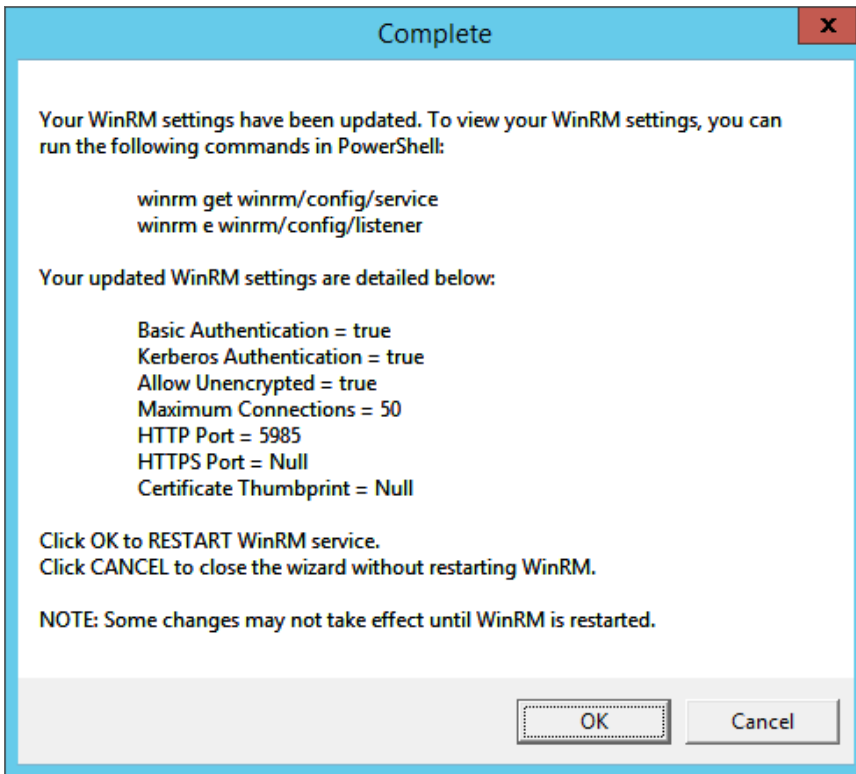 Complete
x
Your WinRM settings have been updated. To view your WinRM settings, you can
run the following commands in PowerShell:
winrm get winrm/config/service
winrm e winrm/config/listener
Your updated WinRM settings are detailed below:
Basic Authentication = true
Kerberos Authentication = true
Allow Unencrypted = true
Maximum Connections = 50
HTTP Port = 5985
HTTPS Port = Null
Certificate Thumbprint = Null
Click OK to RESTART WinRM service.
Click CANCEL to close the wizard without restarting WinRM.
NOTE: Some changes may not take effect until WinRM is restarted.
OK Cancel